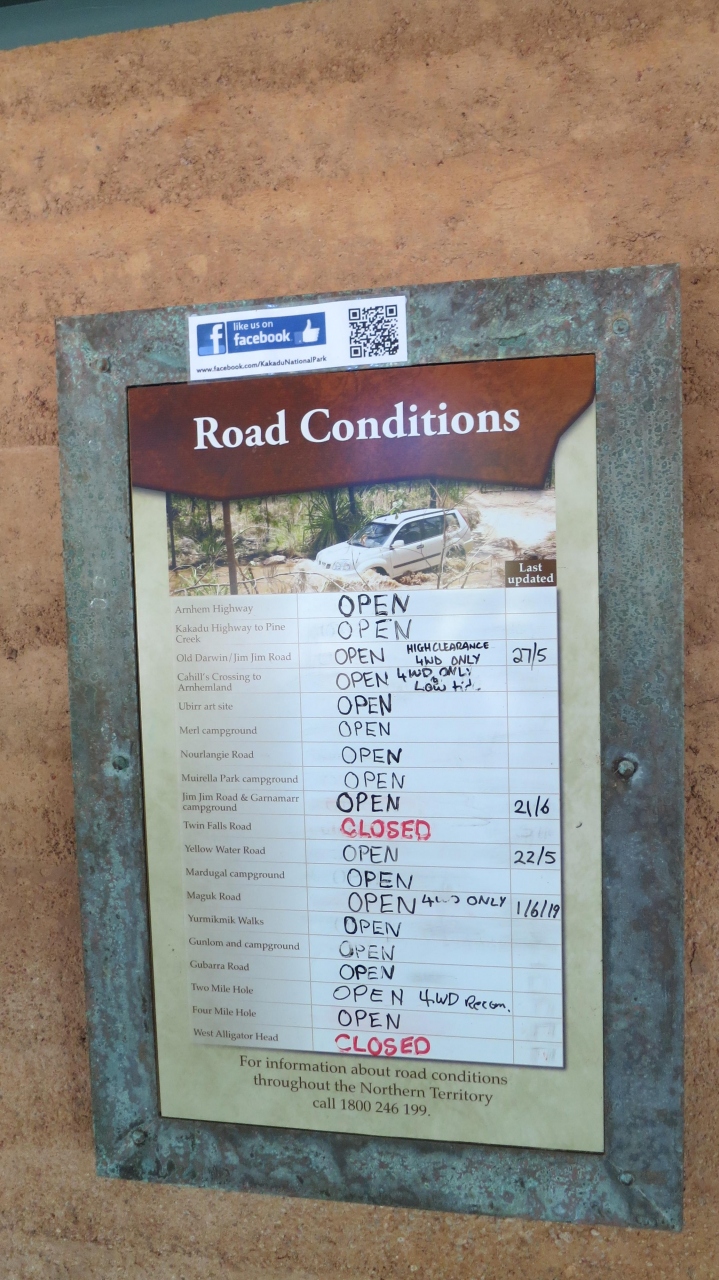 f like us on
facebook
www.facebook.com/KakaduNationalPark
Road Conditions
Last
updated
Arnhem Highway OPEN
Kakadu Highway to Pine
Creek OPEN
Old Darwin/Jim Jim Road OPEN HIGH CLEARANCE
4WD ONLY 27/5
Cahill's Crossing to
Arnhemland OPEN 4WD ONLY
& Low
Ubirr art site OPEN
Merl campground OPEN
Nourlangie Road OPEN
Muirella Park campground OPEN
Jim Jim Road & Garnamarr
campground OPEN 21/6
Twin Falls Road CLOSED
Yellow Water Road OPEN 22/5
Mardugal campground OPEN
Maguk Road OPEN 4WD ONLY 1/6/19
Yurmikmik Walks OPEN
Gunlom and campground OPEN
Gubarra Road OPEN
Two Mile Hole OPEN 4WD Recom.
Four Mile Hole OPEN
West Alligator Head CLOSED
For information about road conditions
throughout the Northern Territory
call 1800 246 199.